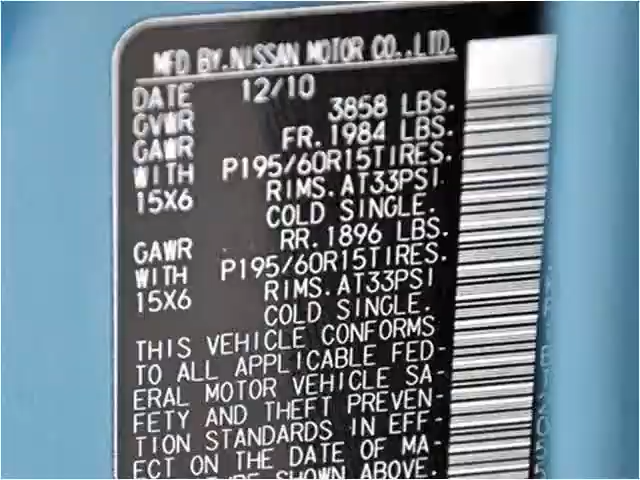 MFD BY.NISSAN MOTOR CO.,LTD.
DATE 12/10
GVWR 3858 LBS.
GAWR FR. 1984 LBS.
WITH P195/60R15TIRES.
15X6 RIMS.AT33PSI
COLD SINGLE.
GAWR RR. 1896 LBS.
WITH P195/60R15TIRES.
15X6 RIMS.AT33PSI
COLD SINGLE.
THIS VEHICLE CONFORMS
TO ALL APPLICABLE FED-
ERAL MOTOR VEHICLE SA-
FETY AND THEFT PREVEN-
TION STANDARDS IN EFF-
ECT ON THE DATE OF MA-
SHOWN ABOVE.